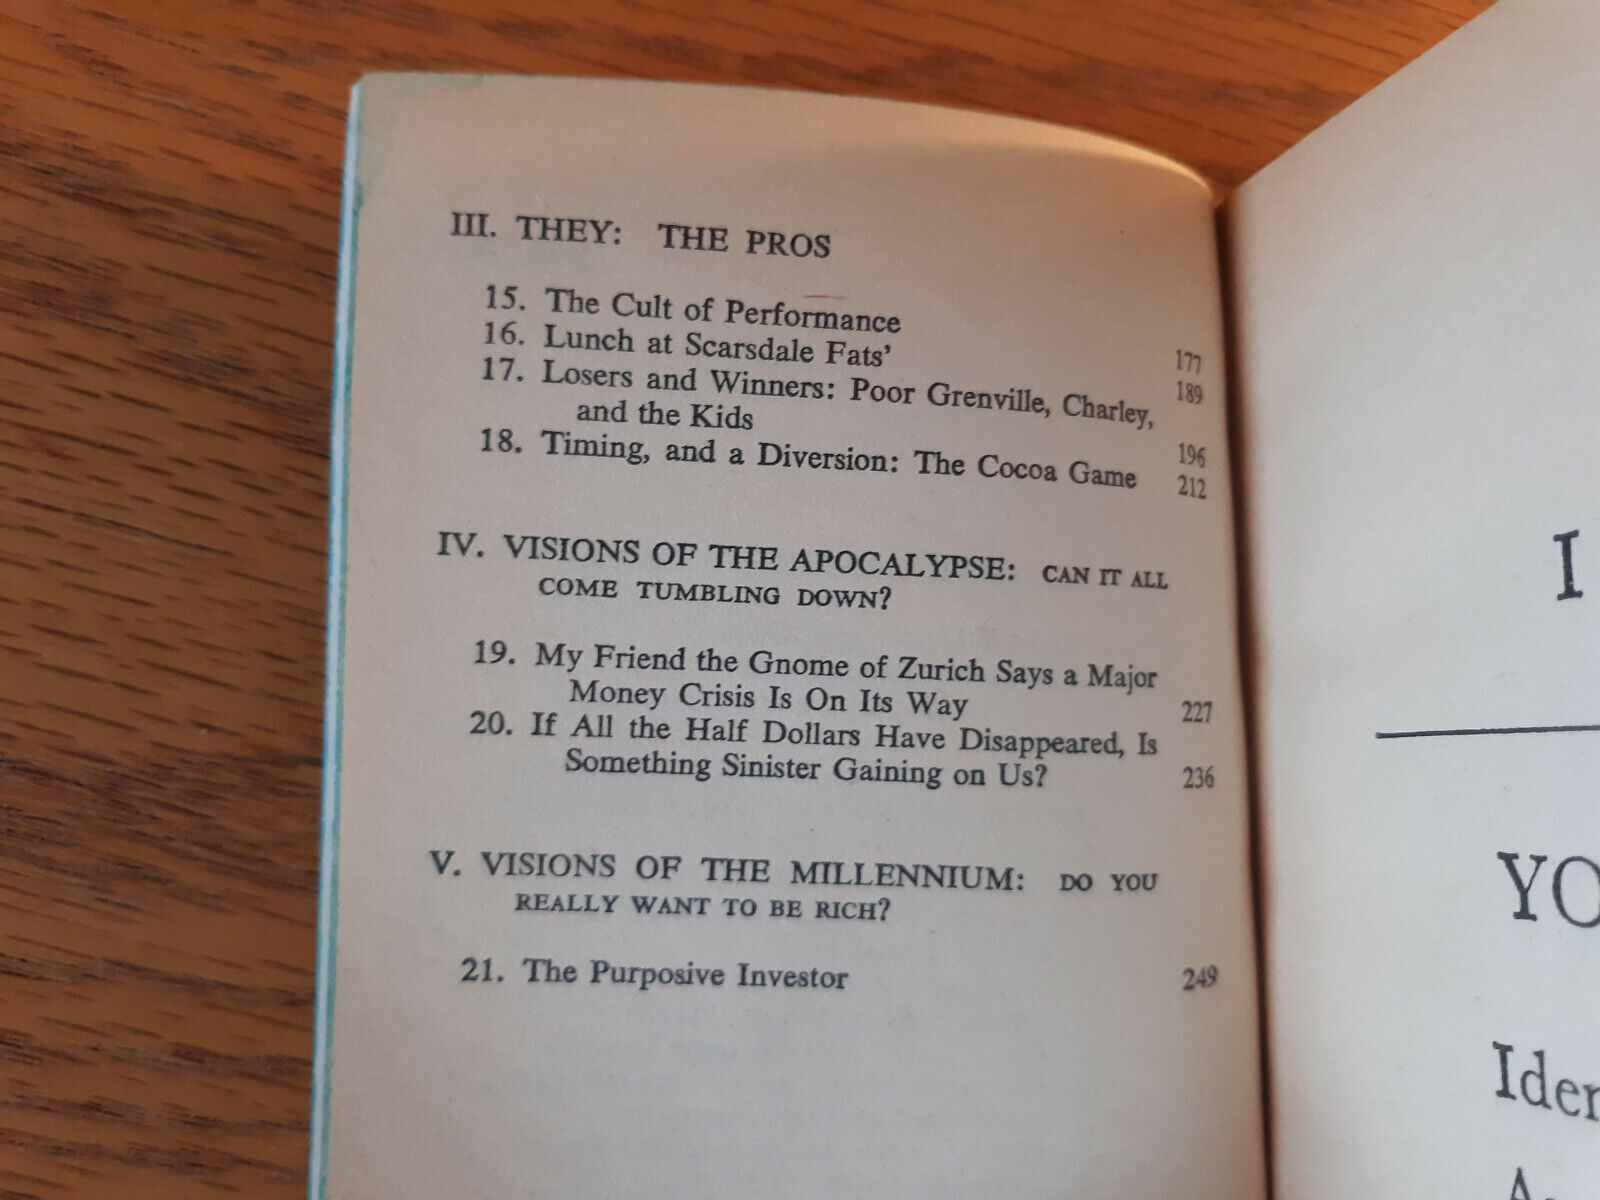 III. THEY: THE PROS
15. The Cult of Performance 177
16. Lunch at Scarsdale Fats' 189
17. Losers and Winners: Poor Grenville, Charley,
and the Kids 196
18. Timing, and a Diversion: The Cocoa Game 212
IV. VISIONS OF THE APOCALYPSE: CAN IT ALL
COME TUMBLING DOWN?
19. My Friend the Gnome of Zurich Says a Major
Money Crisis Is On Its Way 227
20. If All the Half Dollars Have Disappeared, Is
Something Sinister Gaining on Us? 236
V. VISIONS OF THE MILLENNIUM: DO YOU
REALLY WANT TO BE RICH?
21. The Purposive Investor 249
I